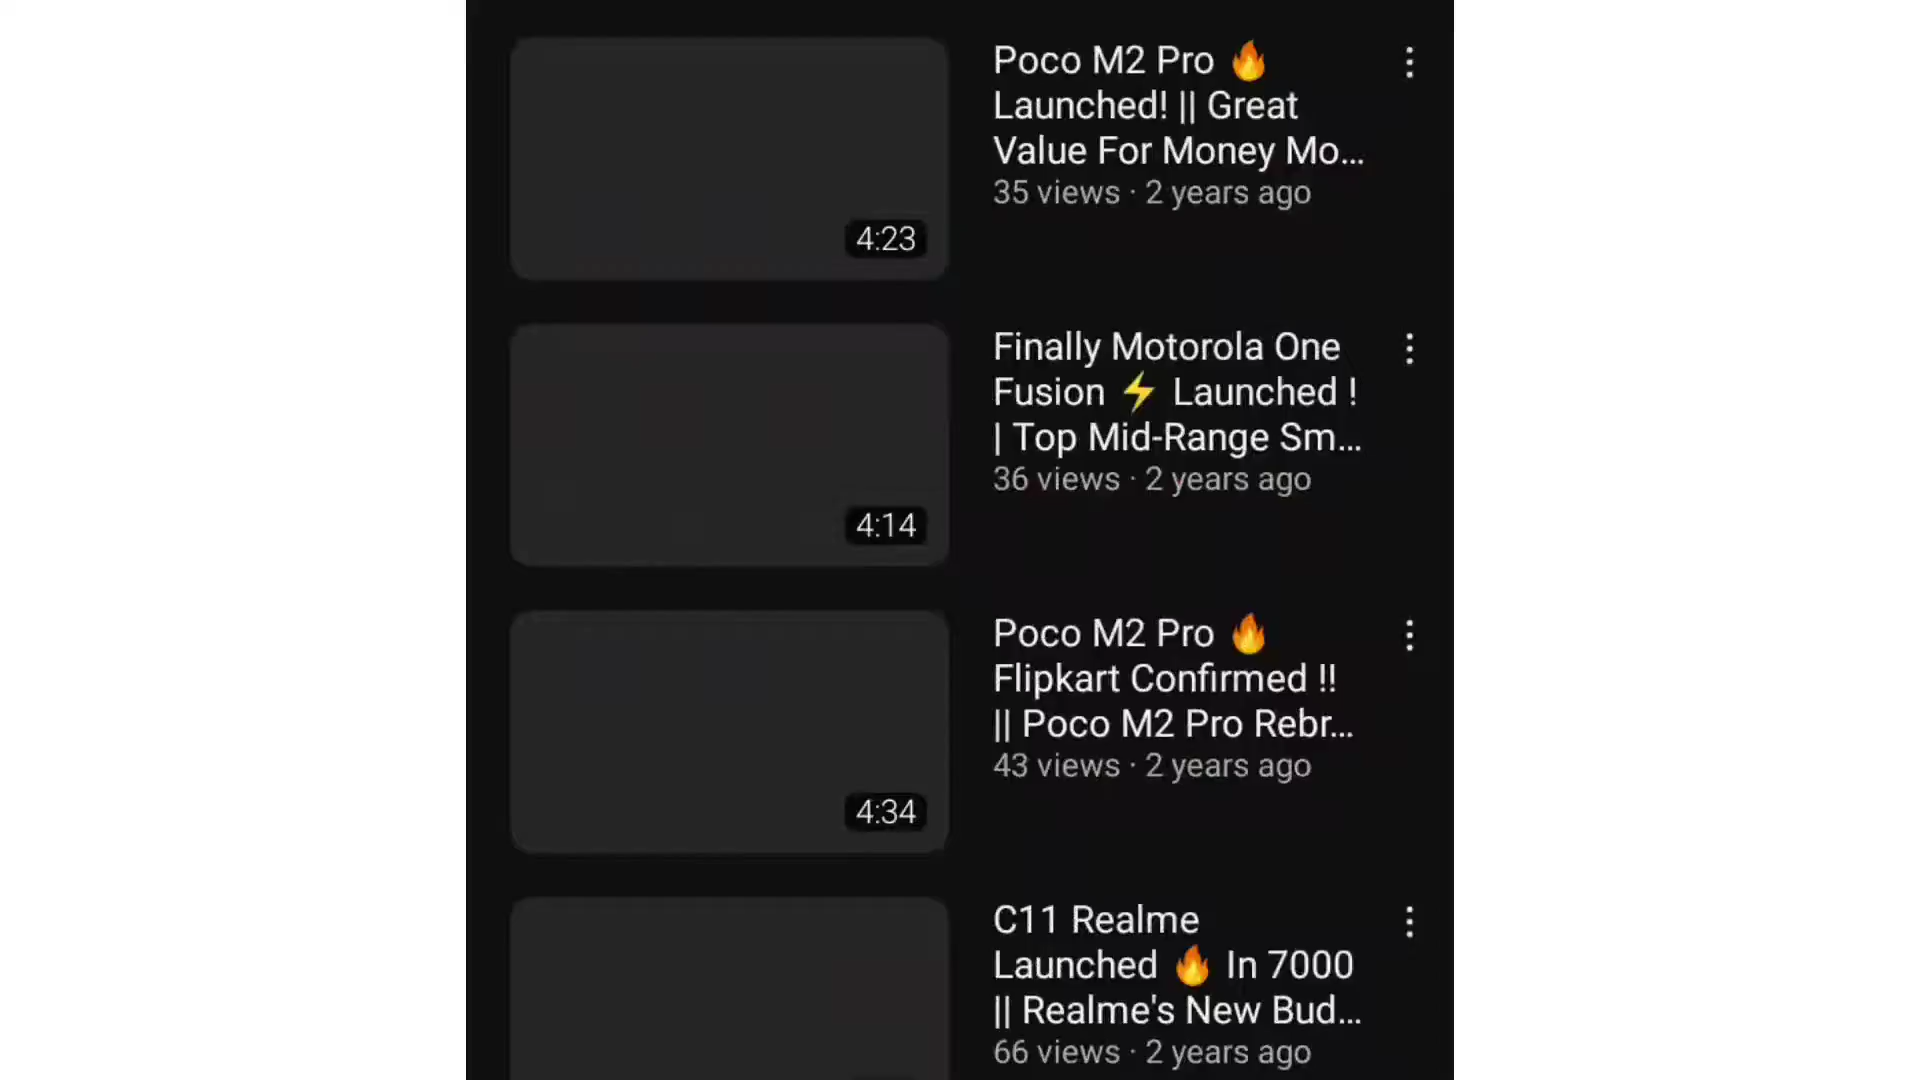 Poco M2 Pro 🔥
Launched! || Great
Value For Money Mo...
35 views · 2 years ago
4:23
Finally Motorola One
Fusion ⚡ Launched !
| Top Mid-Range Sm...
36 views · 2 years ago
4:14
Poco M2 Pro 🔥
Flipkart Confirmed !!
|| Poco M2 Pro Rebr...
43 views · 2 years ago
4:34
C11 Realme
Launched 🔥 In 7000
|| Realme's New Bud...
66 views · 2 years ago